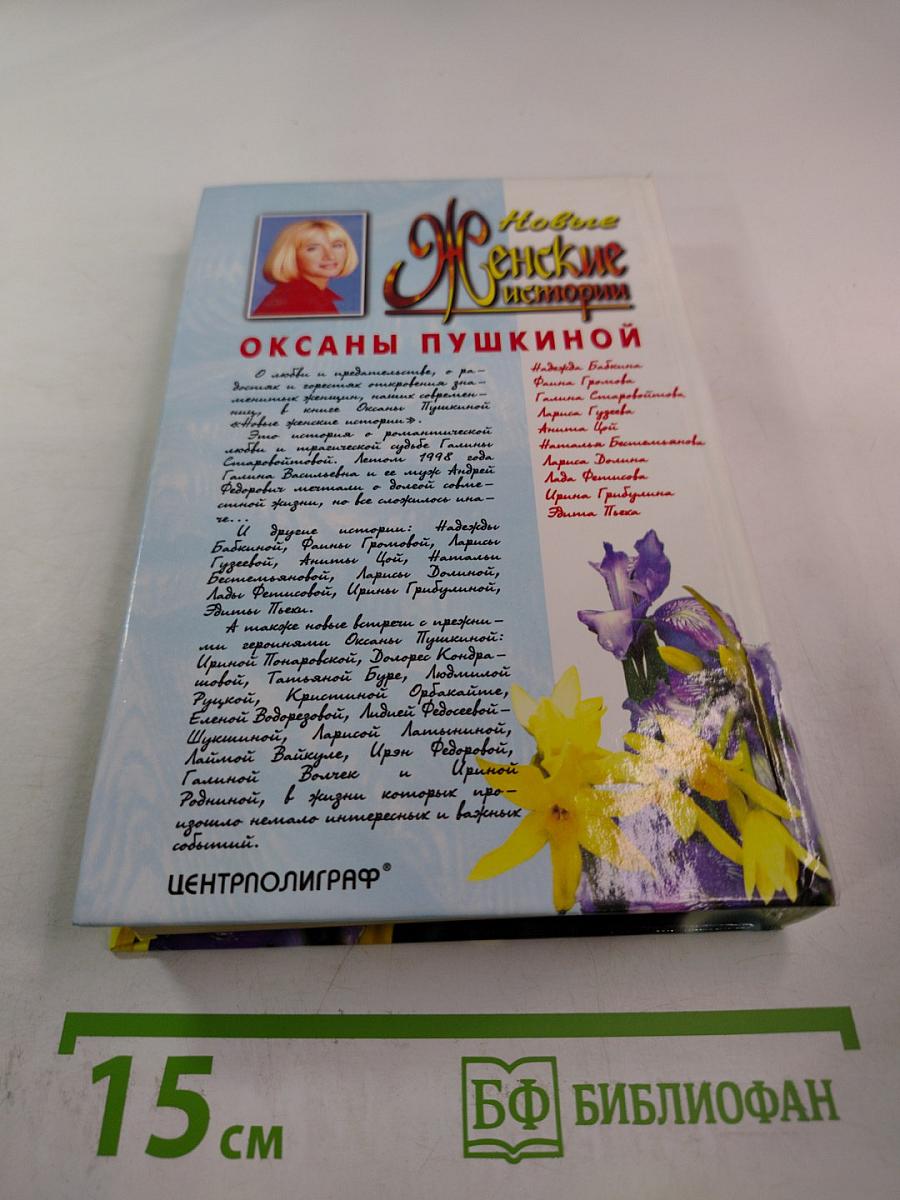 Новые
Женские
истории
ОКСАНЫ ПУШКИНОЙ
О любви и предательстве, о ра-
достях и горестях откровения зна-
менитых женщин, наших современ-
ниц, в книге Оксаны Пушкиной
«Новые женские истории».
Это история о романтической
любви и трагической судьбе Галины
Старовойтовой. Летом 1998 года
Галина Васильевна и ее муж Андрей
Федорович мечтали о долгой совме-
стной жизни, но все сложилось ина-
че...
И другие истории: Надежды
Бабкиной, Фаины Громовой, Ларисы
Гузеевой, Аниты Цой, Натальи
Бестемьяновой, Ларисы Долиной,
Лады Фетисовой, Ирины Грибулиной,
Эдиты Пьехи.
А также новые встречи с прежни-
ми героинями Оксаны Пушкиной:
Ириной Понаровской, Долорес Кондра-
шовой, Татьяной Буре, Людмилой
Руцкой, Кристиной Орбакайте,
Еленой Водорезовой, Лидией Федосеевой-
Шукшиной, Ларисой Латыниной,
Лаймой Вайкуле, Ирэн Федоровой,
Галиной Волчек и Ириной
Родниной, в жизни которых про-
изошло немало интересных и важных
событий.
Надежда Бабкина
Фаина Громова
Галина Старовойтова
Лариса Гузеева
Анита Цой
Наталья Бестемьянова
Лариса Долина
Лада Фетисова
Ирина Грибулина
Эдита Пьеха
ЦЕНТРПОЛИГРАФ®
15 см
БФ БИБЛИОФАН